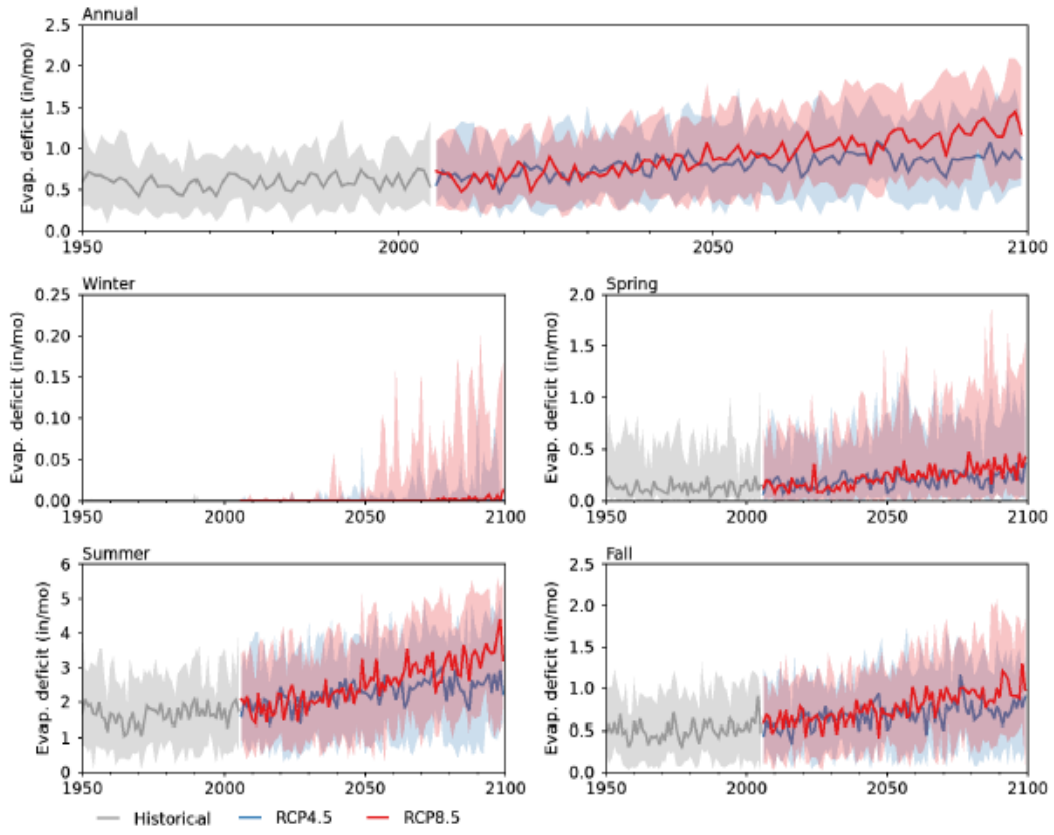 Annual
Evap. deficit (in/mo)
2.5
2.0
1.5
1.0
0.5
0.0
1950 2000 2050 2100
Winter
Evap. deficit (in/mo)
0.25
0.20
0.15
0.10
0.05
0.00
1950 2000 2050 2100
Spring
Evap. deficit (in/mo)
2.0
1.5
1.0
0.5
0.0
1950 2000 2050 2100
Summer
Evap. deficit (in/mo)
6
5
4
3
2
1
0
1950 2000 2050 2100
Fall
Evap. deficit (in/mo)
2.5
2.0
1.5
1.0
0.5
0.0
1950 2000 2050 2100
Historical RCP4.5 RCP8.5